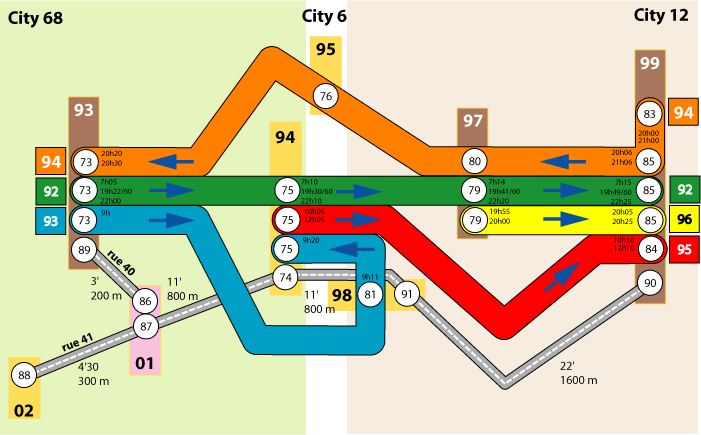 City 68
City 6
City 12
95
99
93
76
97
83
94
94
20h00
21h00
94
73
20h20
20h30
80
20h06
21h06
85
92
73
7h05
19h22/60
22h00
75
7h10
19h30/60
22h10
79
7h14
19h41/60
22h20
7h15
19h49/60
22h25
85
92
93
73
9h
75
10h05
12h05
79
19h55
20h00
20h05
20h25
85
96
89
75
9h20
10h10
84
95
rue 40
74
9h11
3'
200 m
11'
800 m
86
11'
800 m
98
81
91
90
87
rue 41
01
88
4'30
300 m
22'
1600 m
02